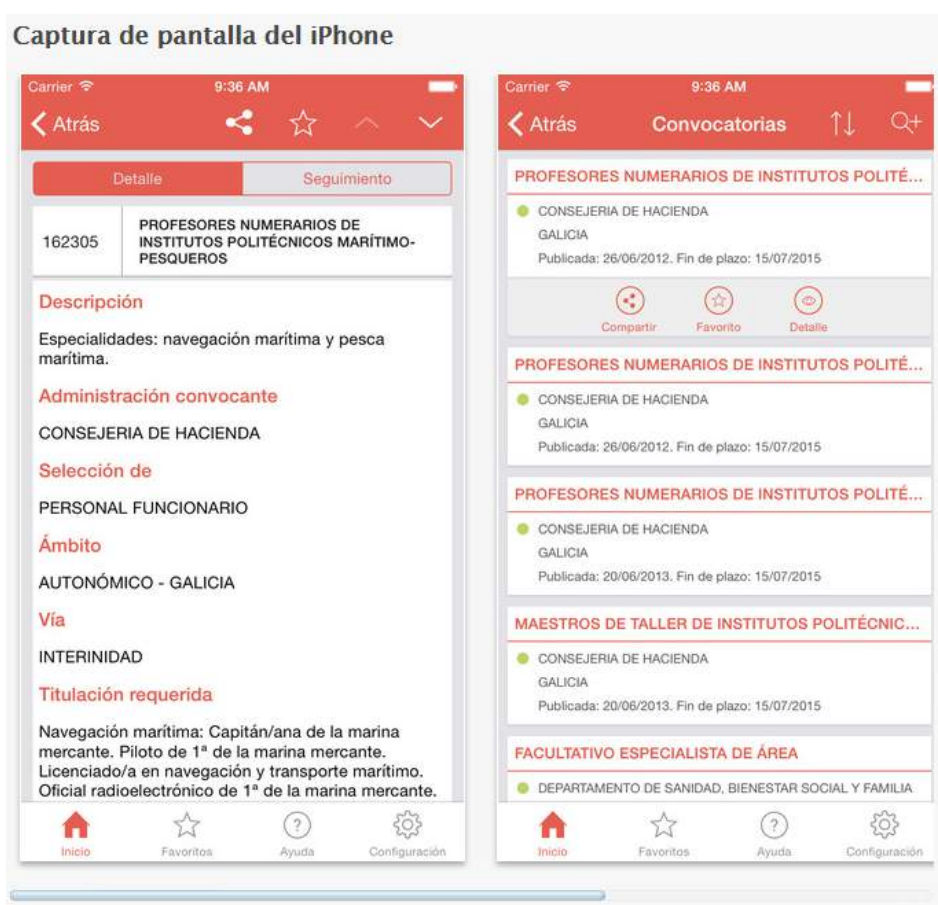 Captura de pantalla del iPhone
Carrier
9:36 AM
Atrás
Detalle
Seguimiento
162305
PROFESORES NUMERARIOS DE
INSTITUTOS POLITÉCNICOS MARÍTIMO-
PESQUEROS
Descripción
Especialidades: navegación marítima y pesca
marítima.
Administración convocante
CONSEJERIA DE HACIENDA
Selección de
PERSONAL FUNCIONARIO
Ámbito
AUTONÓMICO - GALICIA
Vía
INTERINIDAD
Titulación requerida
Navegación marítima: Capitán/ana de la marina
mercante. Piloto de 1ª de la marina mercante.
Licenciado/a en navegación y transporte marítimo.
Oficial radioelectrónico de 1ª de la marina mercante.
Inicio
Favoritos
Ayuda
Configuración
Carrier
9:36 AM
Atrás
Convocatorias
PROFESORES NUMERARIOS DE INSTITUTOS POLITÉ...
CONSEJERIA DE HACIENDA
GALICIA
Publicada: 26/06/2012. Fin de plazo: 15/07/2015
Compartir
Favorito
Detalle
PROFESORES NUMERARIOS DE INSTITUTOS POLITÉ...
CONSEJERIA DE HACIENDA
GALICIA
Publicada: 26/06/2012. Fin de plazo: 15/07/2015
PROFESORES NUMERARIOS DE INSTITUTOS POLITÉ...
CONSEJERIA DE HACIENDA
GALICIA
Publicada: 20/06/2013. Fin de plazo: 15/07/2015
MAESTROS DE TALLER DE INSTITUTOS POLITÉCNIC...
CONSEJERIA DE HACIENDA
GALICIA
Publicada: 20/06/2013. Fin de plazo: 15/07/2015
FACULTATIVO ESPECIALISTA DE ÁREA
DEPARTAMENTO DE SANIDAD, BIENESTAR SOCIAL Y FAMILIA
Inicio
Favoritos
Ayuda
Configuración